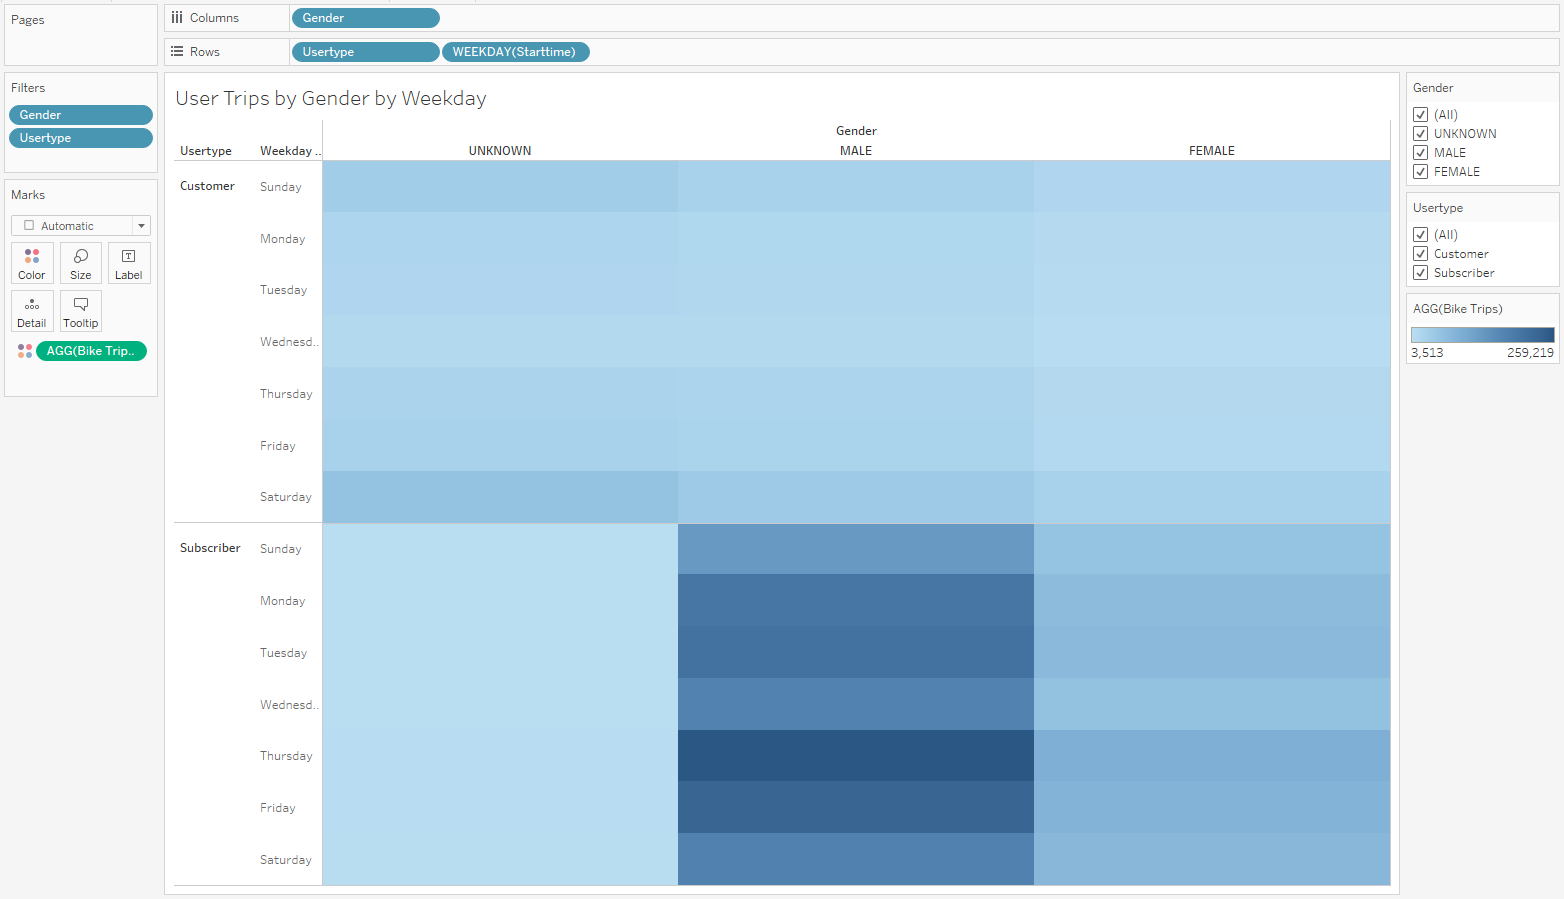 Pages
Columns Gender
Rows Usertype WEEKDAY(Starttime)
Filters
Gender
Usertype
Marks
Automatic
Color Size Label
T
Detail Tooltip
AGG(Bike Trip..
User Trips by Gender by Weekday
Gender
Usertype Weekday .. UNKNOWN MALE FEMALE
Customer Sunday
Monday
Tuesday
Wednesd..
Thursday
Friday
Saturday
Subscriber Sunday
Monday
Tuesday
Wednesd..
Thursday
Friday
Saturday
Gender
(All)
UNKNOWN
MALE
FEMALE
Usertype
(All)
Customer
Subscriber
AGG(Bike Trips)
3,513 259,219